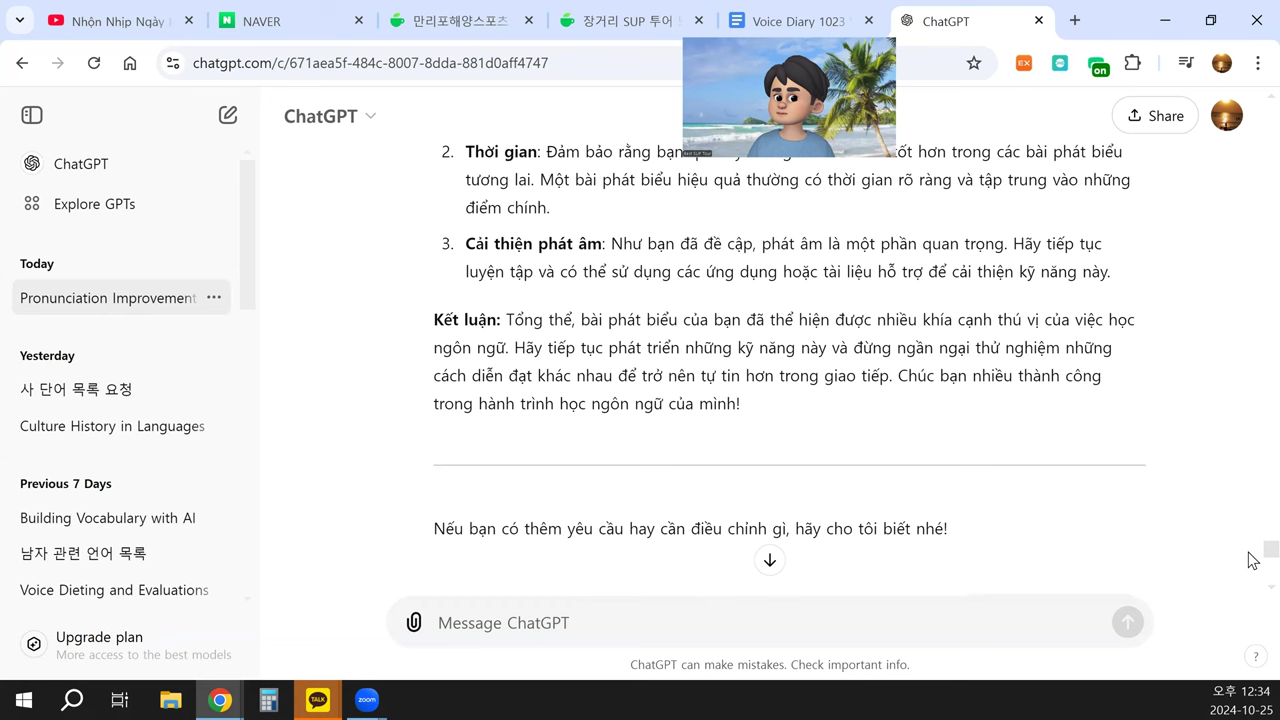 Nhộn Nhịp Ngày
NAVER
만리포해양스포츠
장거리 SUP 투어
Voice Diary 1023
ChatGPT
chatgpt.com/c/671aea5f-484c-8007-8dda-881d0aff4747
EX
on
ChatGPT
Share
ChatGPT
Explore GPTs
Today
Pronunciation Improvement
Yesterday
사 단어 목록 요청
Culture History in Languages
Previous 7 Days
Building Vocabulary with AI
남자 관련 언어 목록
Voice Dieting and Evaluations
Upgrade plan
More access to the best models
2. Thời gian: Đảm bảo rằng bạn tốt hơn trong các bài phát biểu
tương lai. Một bài phát biểu hiệu quả thường có thời gian rõ ràng và tập trung vào những
điểm chính.
3. Cải thiện phát âm: Như bạn đã đề cập, phát âm là một phần quan trọng. Hãy tiếp tục
luyện tập và có thể sử dụng các ứng dụng hoặc tài liệu hỗ trợ để cải thiện kỹ năng này.
Kết luận: Tổng thể, bài phát biểu của bạn đã thể hiện được nhiều khía cạnh thú vị của việc học
ngôn ngữ. Hãy tiếp tục phát triển những kỹ năng này và đừng ngần ngại thử nghiệm những
cách diễn đạt khác nhau để trở nên tự tin hơn trong giao tiếp. Chúc bạn nhiều thành công
trong hành trình học ngôn ngữ của mình!
Nếu bạn có thêm yêu cầu hay cần điều chỉnh gì, hãy cho tôi biết nhé!
Message ChatGPT
ChatGPT can make mistakes. Check important info.
?
TALK
zoom
오후 12:34
2024-10-25